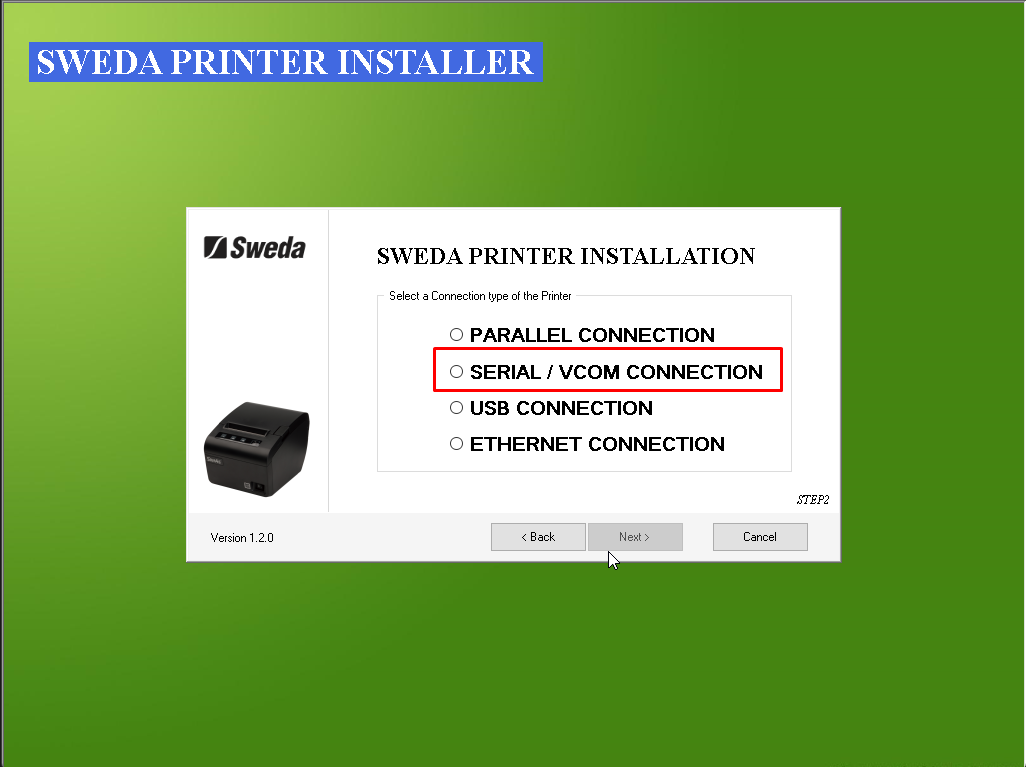 SWEDA PRINTER INSTALLER
Sweda
SWEDA PRINTER INSTALLATION
Select a Connection type of the Printer
PARALLEL CONNECTION
SERIAL / VCOM CONNECTION
USB CONNECTION
ETHERNET CONNECTION
STEP2
Version 1.2.0
< Back
Next >
Cancel